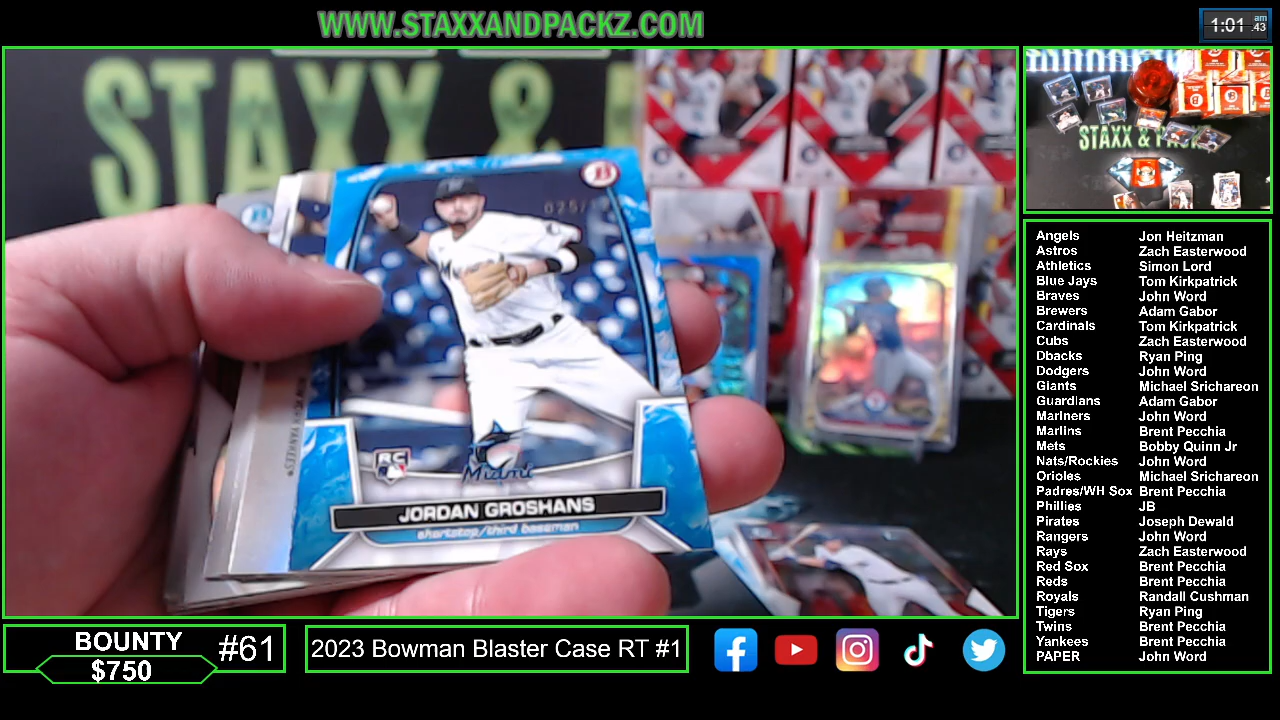 WWW.STAXXANDPACKZ.COM
1:01 am
.43
STAXX &
STAXX & PA
RC
Miami
JORDAN GROSHANS
shortstop/third baseman
YANKEES
Angels Jon Heitzman
Astros Zach Easterwood
Athletics Simon Lord
Blue Jays Tom Kirkpatrick
Braves John Word
Brewers Adam Gabor
Cardinals Tom Kirkpatrick
Cubs Zach Easterwood
Dbacks Ryan Ping
Dodgers John Word
Giants Michael Srichareon
Guardians Adam Gabor
Mariners John Word
Marlins Brent Pecchia
Mets Bobby Quinn Jr
Nats/Rockies John Word
Orioles Michael Srichareon
Padres/WH Sox Brent Pecchia
Phillies JB
Pirates Joseph Dewald
Rangers John Word
Rays Zach Easterwood
Red Sox Brent Pecchia
Reds Brent Pecchia
Royals Randall Cushman
Tigers Ryan Ping
Twins Brent Pecchia
Yankees Brent Pecchia
PAPER John Word
BOUNTY
$750
#61
2023 Bowman Blaster Case RT #1